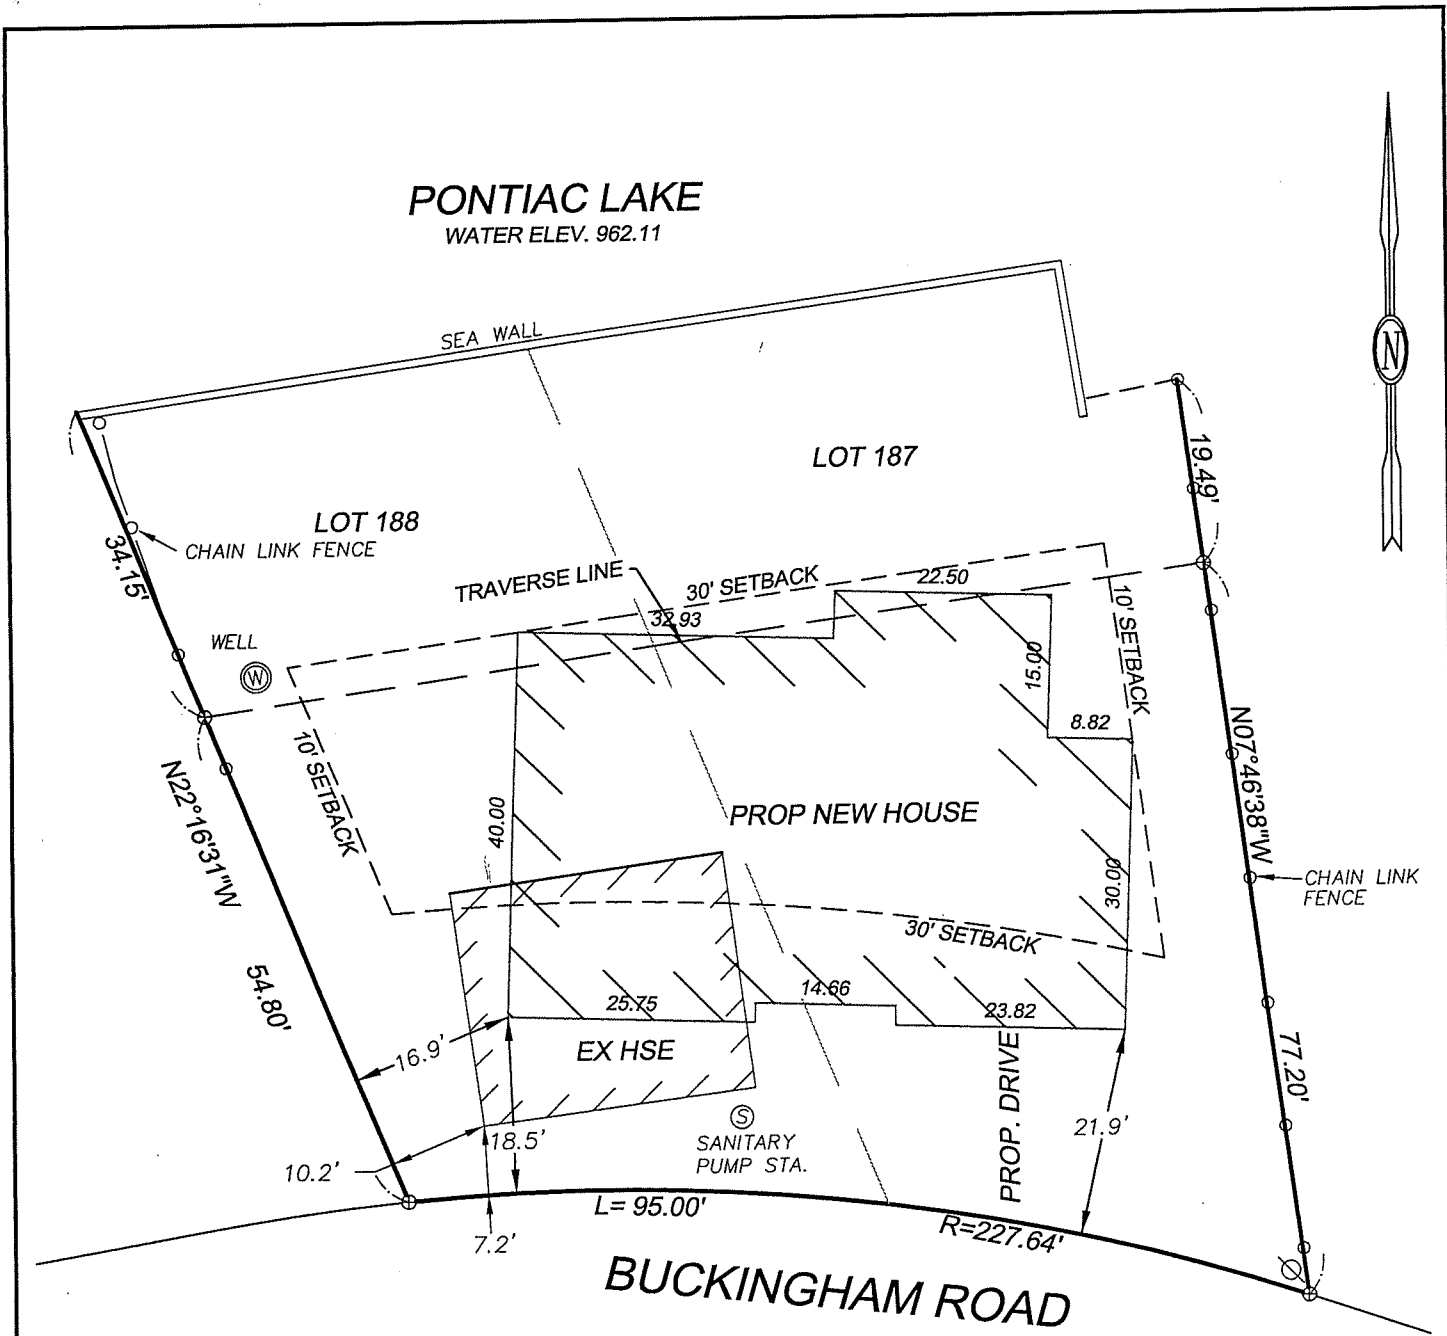 PONTIAC LAKE
WATER ELEV. 962.11
N
SEA WALL
LOT 187
19.49'
LOT 188
CHAIN LINK FENCE
34.15'
TRAVERSE LINE
30' SETBACK
22.50
32.93
10' SETBACK
WELL
W
15.00
8.82
10' SETBACK
N22°16'31"W
N07°46'38"W
PROP NEW HOUSE
40.00
30.00
CHAIN LINK
FENCE
30' SETBACK
54.80'
25.75
14.66
23.82
16.9'
EX HSE
PROP. DRIVE
77.20'
18.5'
S
SANITARY
PUMP STA.
21.9'
10.2'
7.2'
L= 95.00'
R=227.64'
BUCKINGHAM ROAD